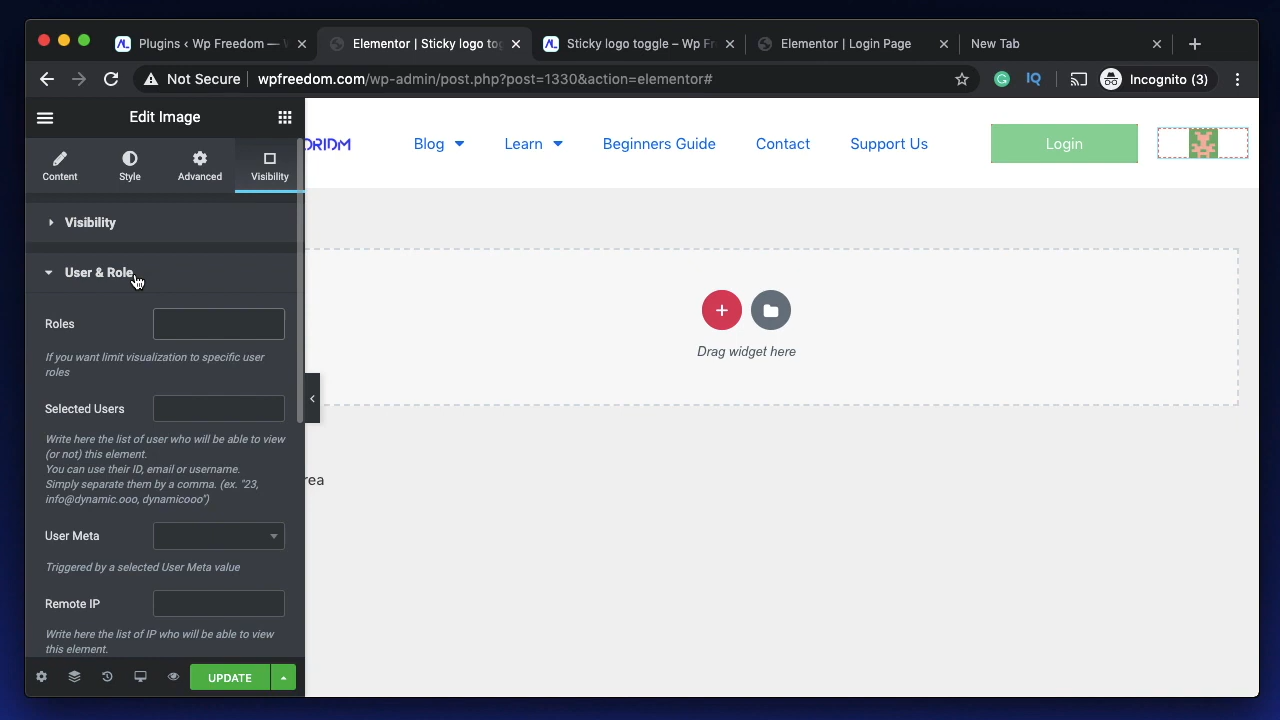 Plugins ‹ Wp Freedom —
Elementor | Sticky logo tog
Sticky logo toggle – Wp Fr
Elementor | Login Page
New Tab
Not Secure
wpfreedom.com/wp-admin/post.php?post=1330&action=elementor#
IQ
Incognito (3)
Edit Image
Content
Style
Advanced
Visibility
Blog
Learn
Beginners Guide
Contact
Support Us
Login
Visibility
User & Role
Roles
If you want limit visualization to specific user
roles
Selected Users
Write here the list of user who will be able to view
(or not) this element.
You can use their ID, email or username.
Simply separate them by a comma. (ex. "23,
info@dynamic.ooo, dynamicooo")
User Meta
Triggered by a selected User Meta value
Remote IP
Write here the list of IP who will be able to view
this element.
UPDATE
Drag widget here
rea